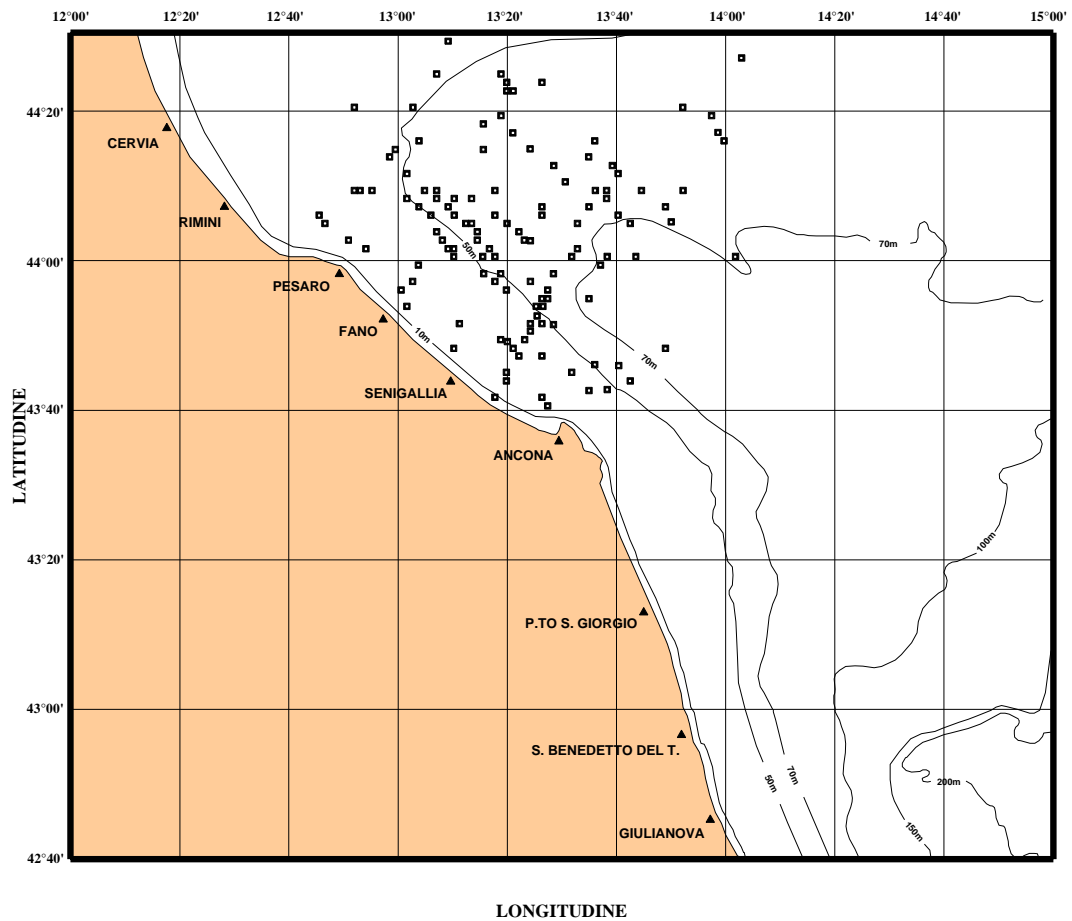 12°00' 12°20' 13°00' 13°20' 13°40' 14°00' 14°20' 14°40' 15°00'
44°20'
CERVIA
RIMINI
50m
70m
44°00'
PESARO
FANO
10m
70m
SENIGALLIA
43°40'
ANCONA
LATITUDINE
100m
43°20'
P.TO S. GIORGIO
43°00'
S. BENEDETTO DEL T.
50m
70m
200m
150m
GIULIANOVA
42°40'
LONGITUDINE